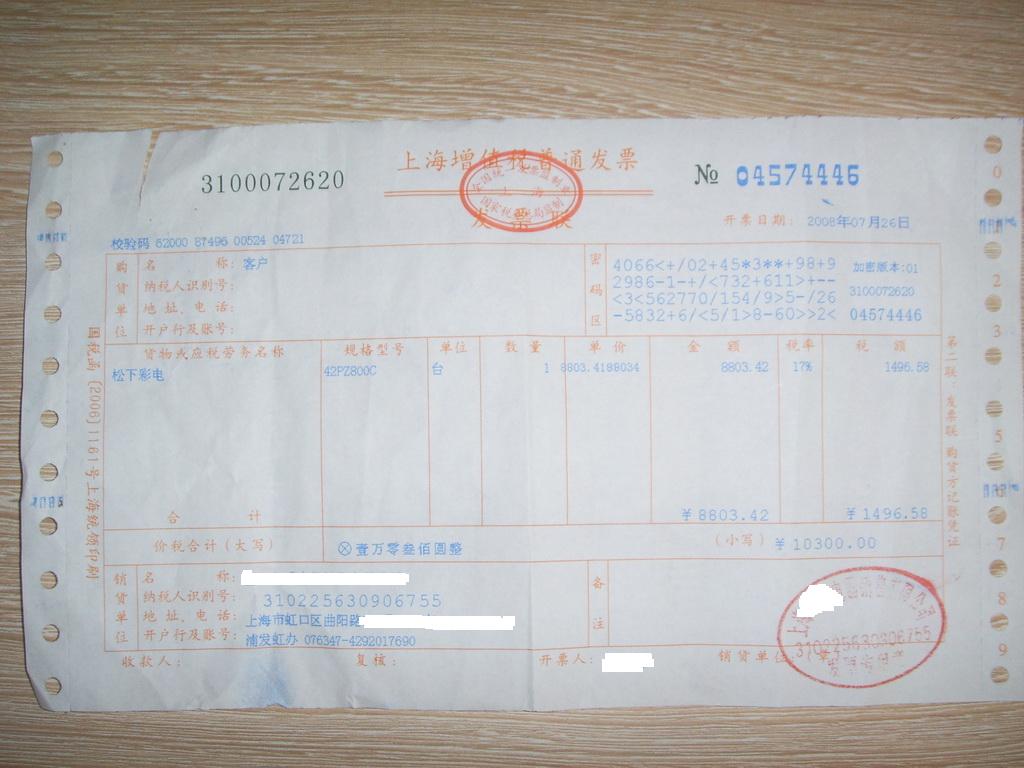 上海增值税普通发票
发票联
3100072620
№ 04574446
开票日期: 2008年07月26日
校验码 62000 87496 00524 04721
购货单位
名 称: 客户
纳税人识别号:
地址、电话:
开户行及账号:
密码区
4066<+/02+45*3**+98+9 加密版本:01
2986-1-+/<732+611>+--
<3<562770/154/9>5-/26 3100072620
-5832+6/<5/1>8-60>>2< 04574446
货物或应税劳务名称 规格型号 单位 数量 单价 金额 税率 税额
松下彩电 42PZ800C 台 1 8803.4188034 8803.42 17% 1496.58
合计 ¥8803.42 ¥1496.58
价税合计(大写) ⊗壹万零叁佰圆整 (小写) ¥10300.00
销货单位
名 称:
纳税人识别号: 310225630906755
地址、电话: 上海市虹口区曲阳路
开户行及账号: 浦发虹办 076347-4292017690
备注
收款人: 复核: 开票人: 销货单位:(章)
310225630906755
发票专用章
第二联:发票联 购货方记账凭证